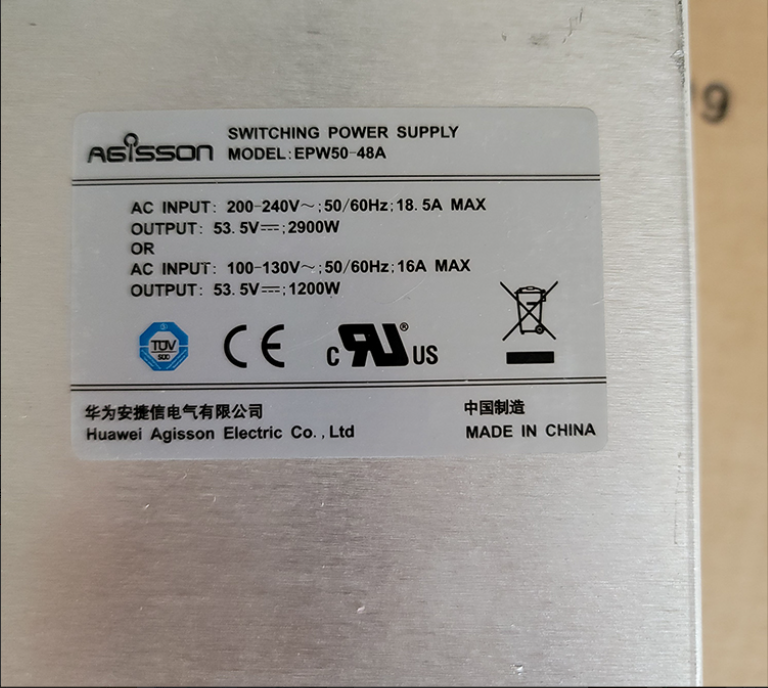 AGISSON
SWITCHING POWER SUPPLY
MODEL:EPW50-48A
AC INPUT: 200-240V~;50/60Hz;18.5A MAX
OUTPUT: 53.5V⎓;2900W
OR
AC INPUT: 100-130V~;50/60Hz;16A MAX
OUTPUT: 53.5V⎓;1200W
TÜV
SÜD
CE
c RU® US
华为安捷信电气有限公司
Huawei Agisson Electric Co.,Ltd
中国制造
MADE IN CHINA
9